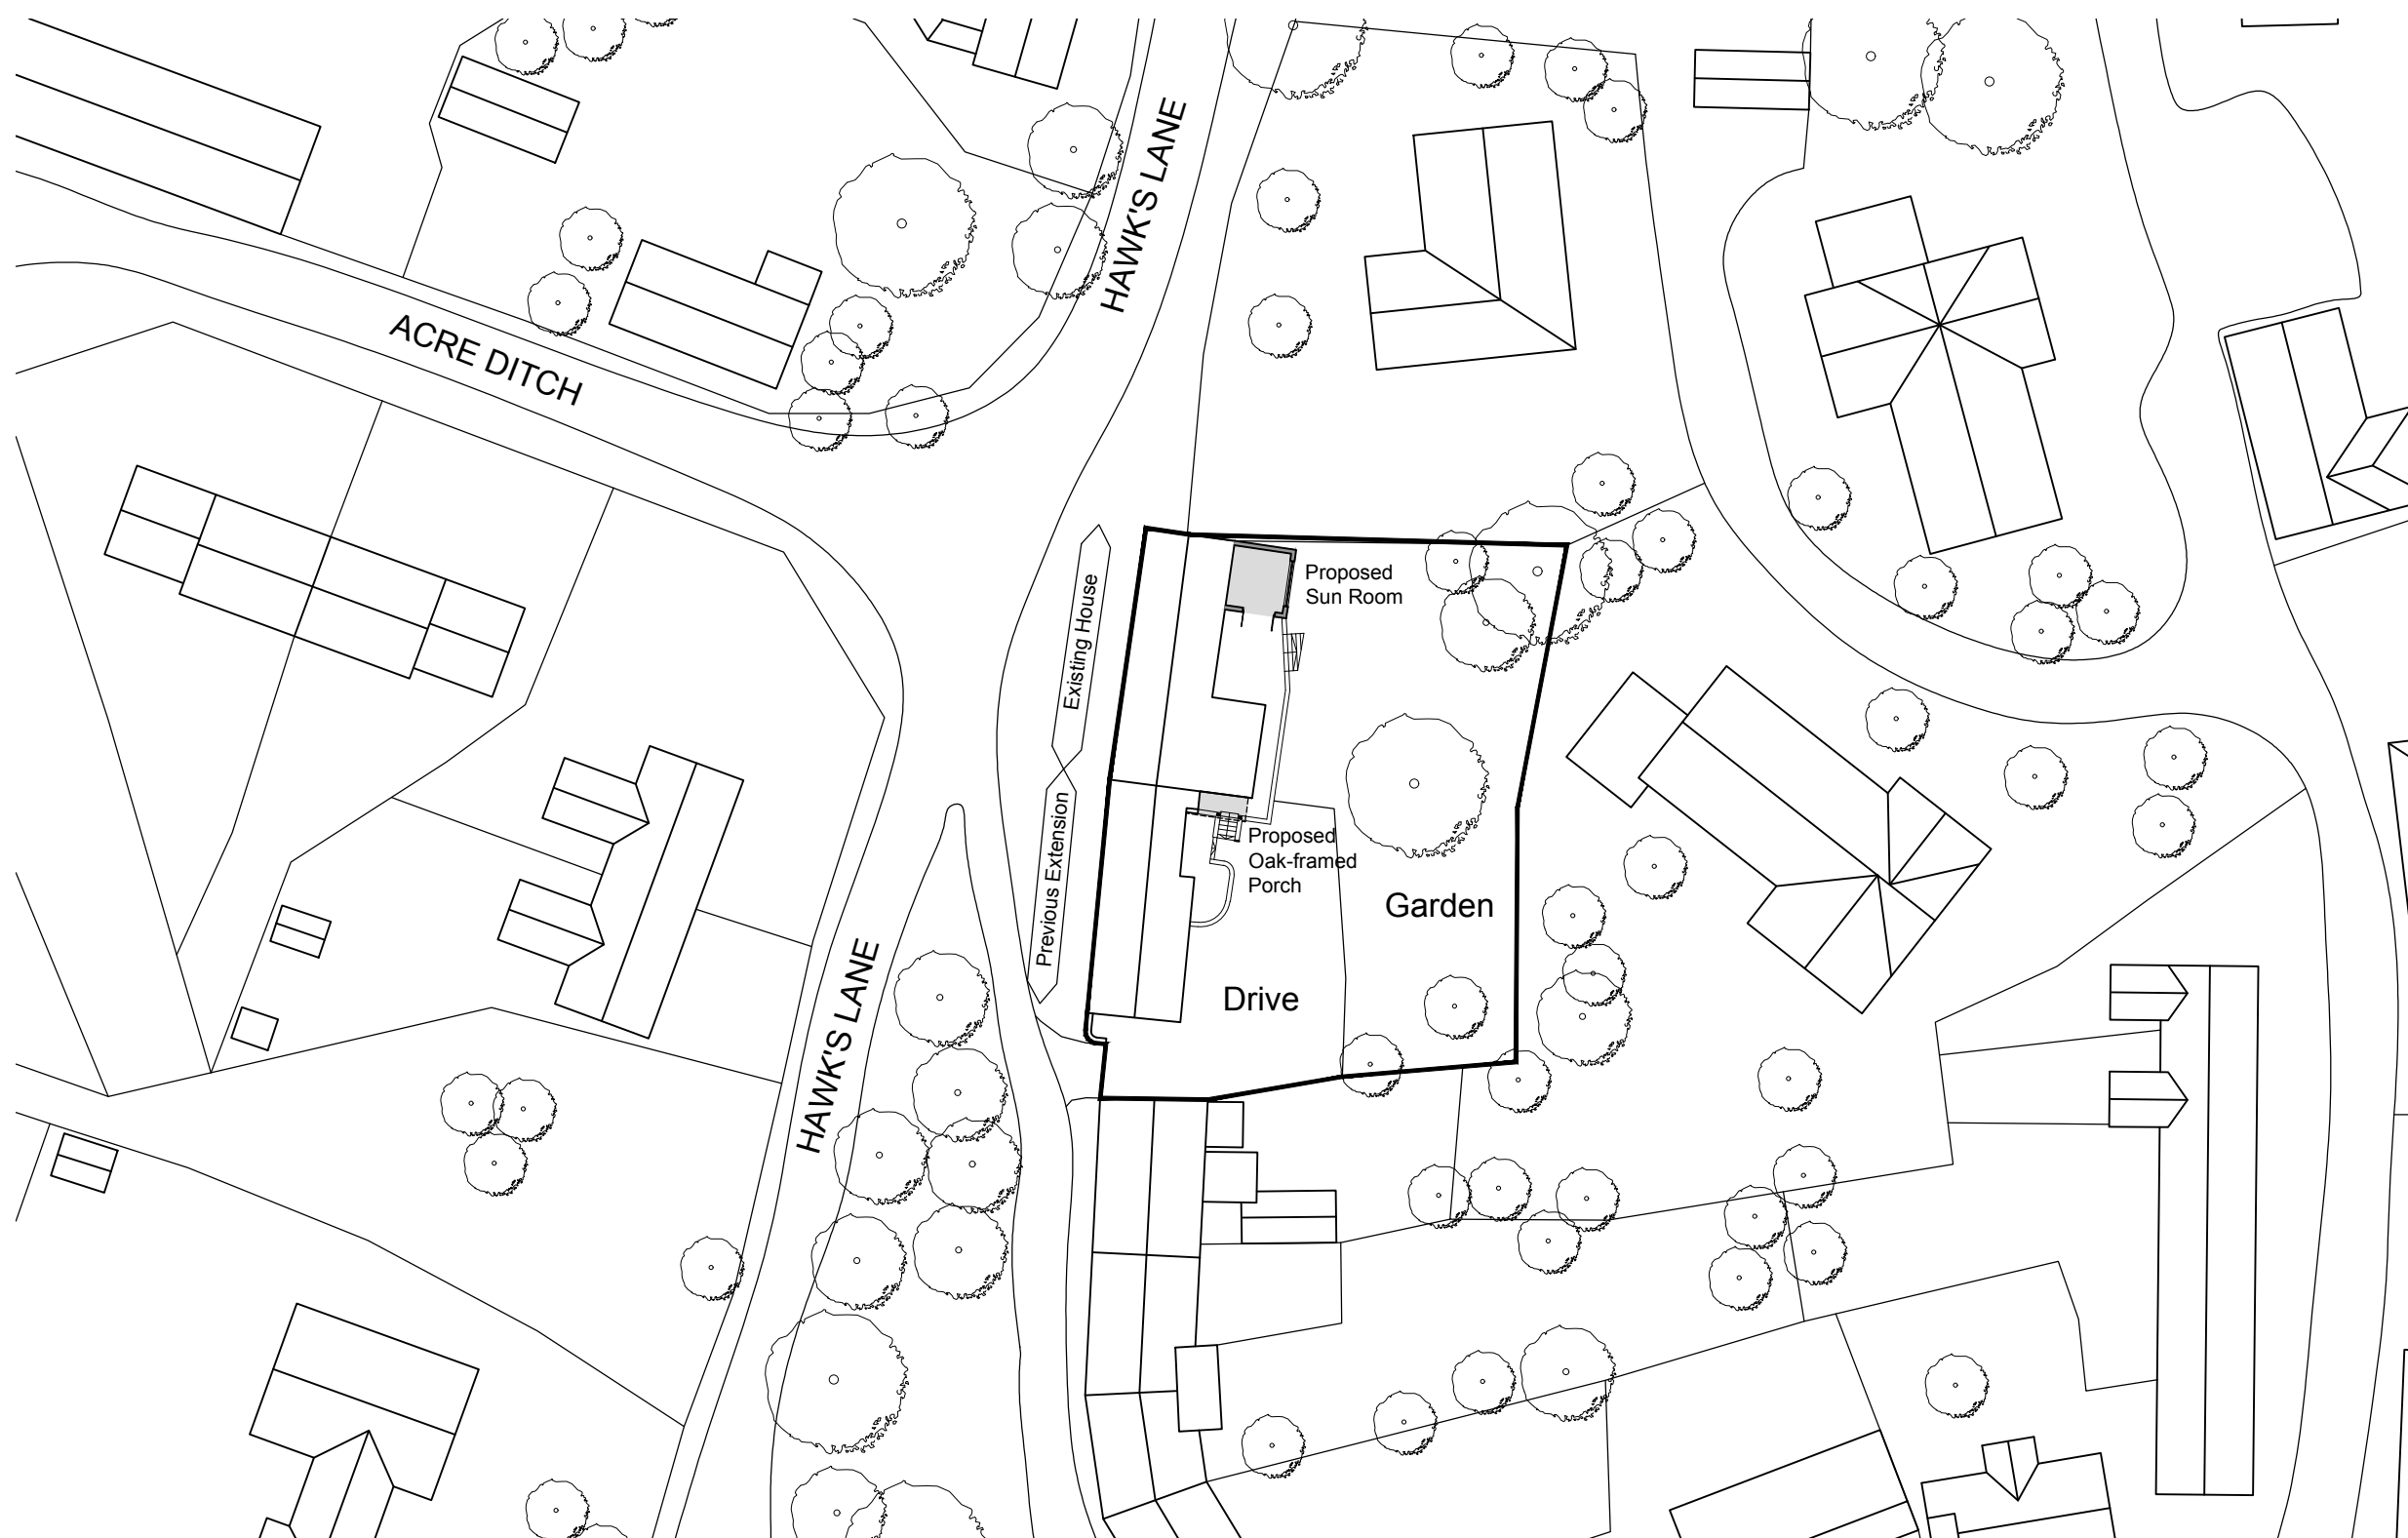 HAWK'S LANE
ACRE DITCH
Existing House
Proposed
Sun Room
Previous Extension
Proposed
Oak-framed
Porch
Garden
Drive
HAWK'S LANE